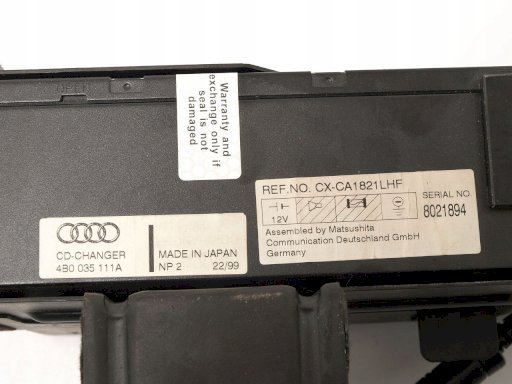 OPEN
Warranty and
exchange only if
seal is not
damaged
REF.NO. CX-CA1821LHF
12V
SERIAL NO.
8021894
Assembled by Matsushita
Communication Deutschland GmbH
Germany
CD-CHANGER
4B0 035 111A
MADE IN JAPAN
NP 2 22/99